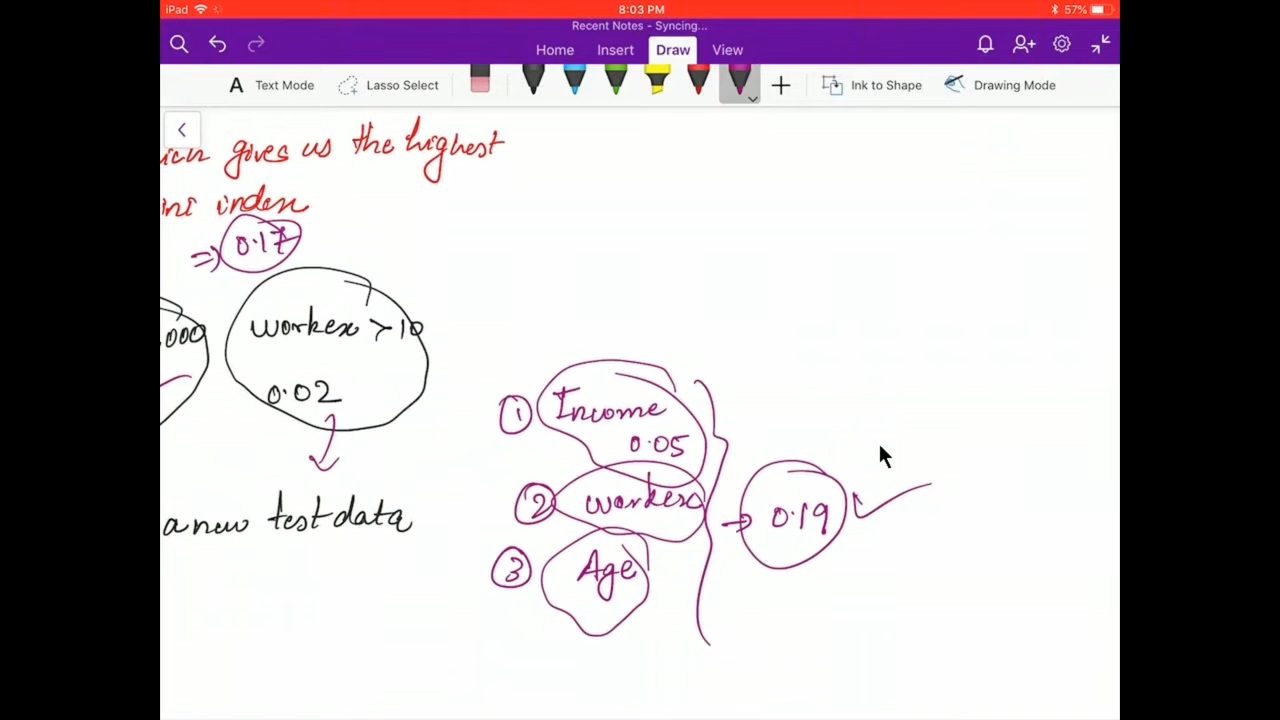 iPad
8:03 PM
57%
Recent Notes - Syncing...
Home Insert Draw View
A Text Mode Lasso Select + Ink to Shape Drawing Mode
gives us the highest
index
=) 0.17
.000
workex > 10
0.02
a new test data
① Income
0.05
② workex
③ Age
→ 0.19